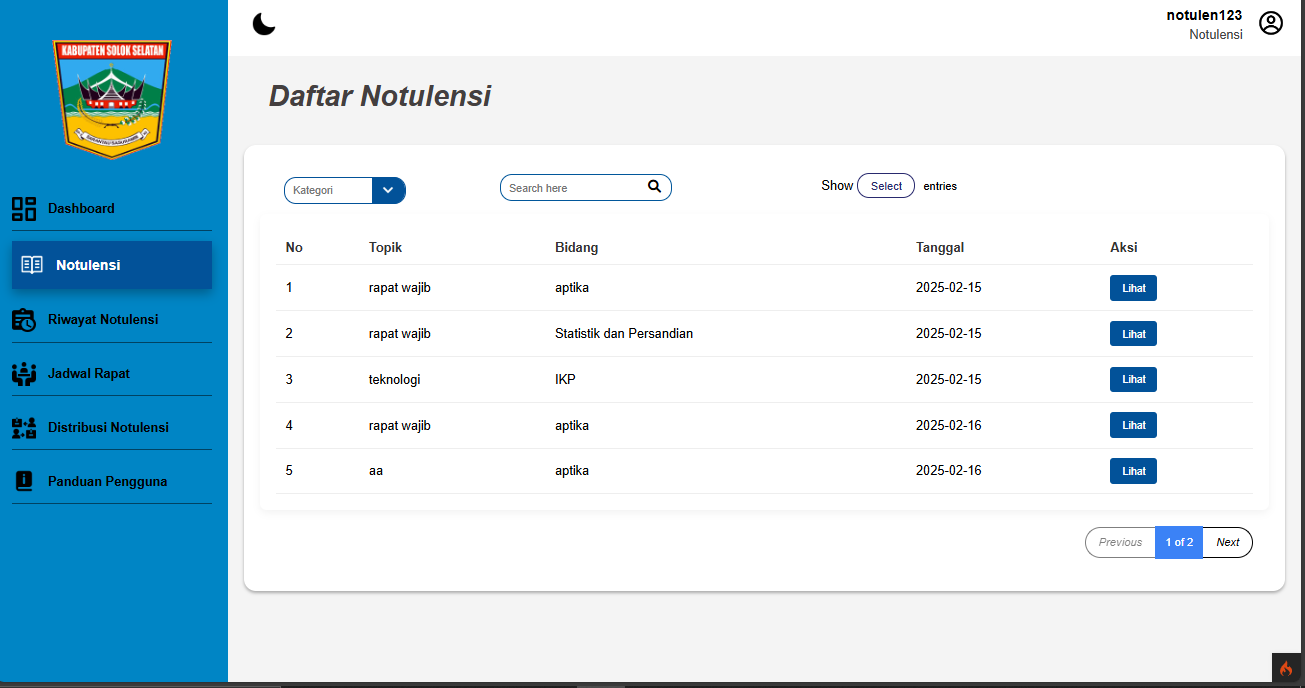 KABUPATEN SOLOK SELATAN
Dashboard
Notulensi
Riwayat Notulensi
Jadwal Rapat
Distribusi Notulensi
Panduan Pengguna
notulen123
Notulensi
Daftar Notulensi
Kategori Search here Show Select entries
No Topik Bidang Tanggal Aksi
1 rapat wajib aptika 2025-02-15 Lihat
2 rapat wajib Statistik dan Persandian 2025-02-15 Lihat
3 teknologi IKP 2025-02-15 Lihat
4 rapat wajib aptika 2025-02-16 Lihat
5 aa aptika 2025-02-16 Lihat
Previous 1 of 2 Next